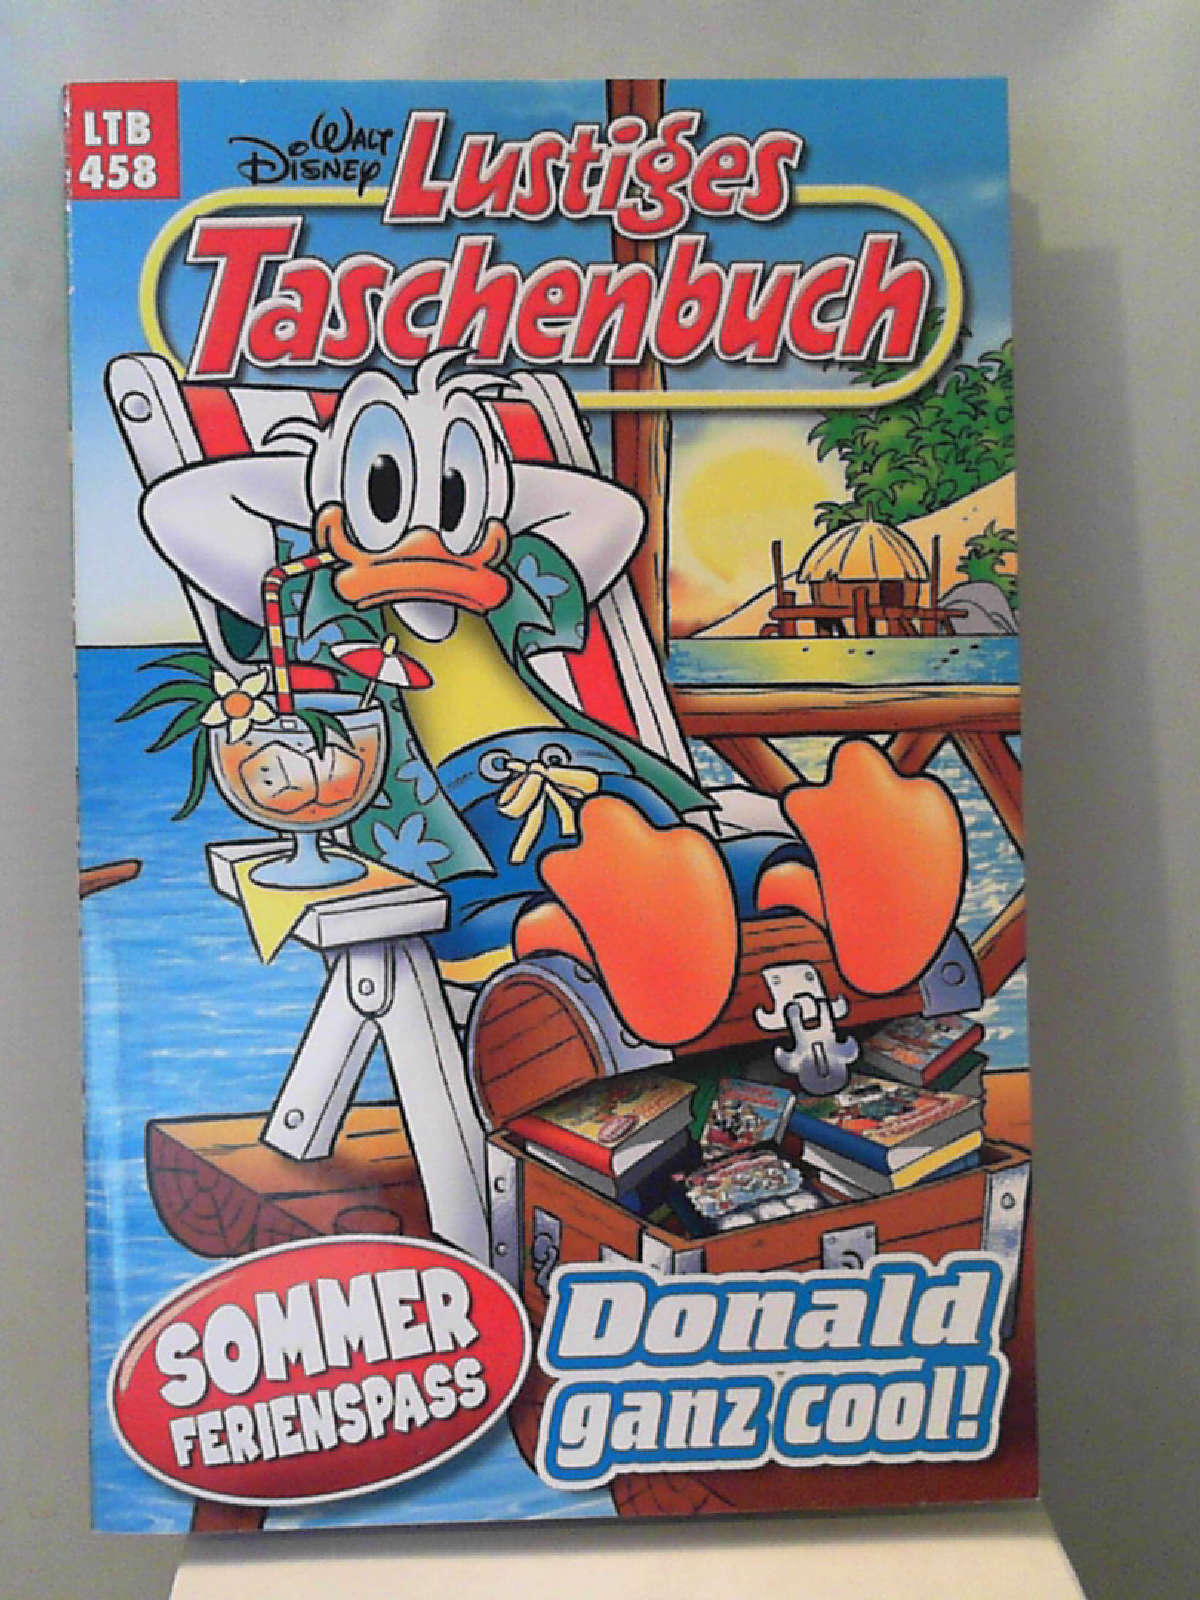 LTB
458
WALT
DISNEY
Lustiges
Taschenbuch
SOMMER
FERIENSPASS
Donald
ganz cool!